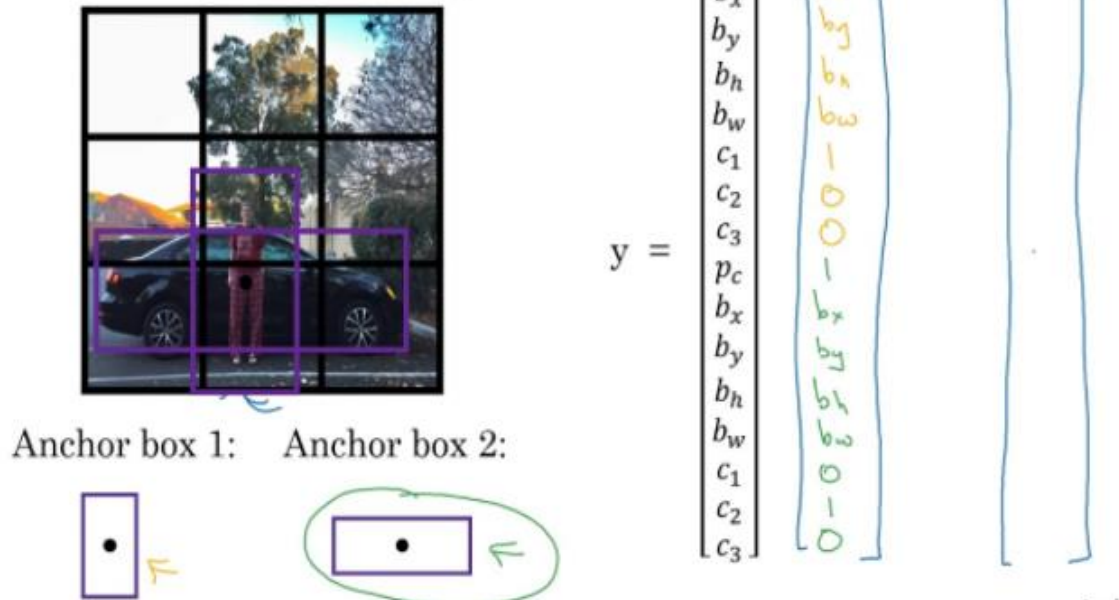 b_y by
b_h bh
b_w bw
c_1 1
c_2 0
c_3 0
y = p_c 1
b_x bx
b_y by
b_h bh
b_w bw
c_1 0
c_2 1
c_3 0
Anchor box 1: Anchor box 2: